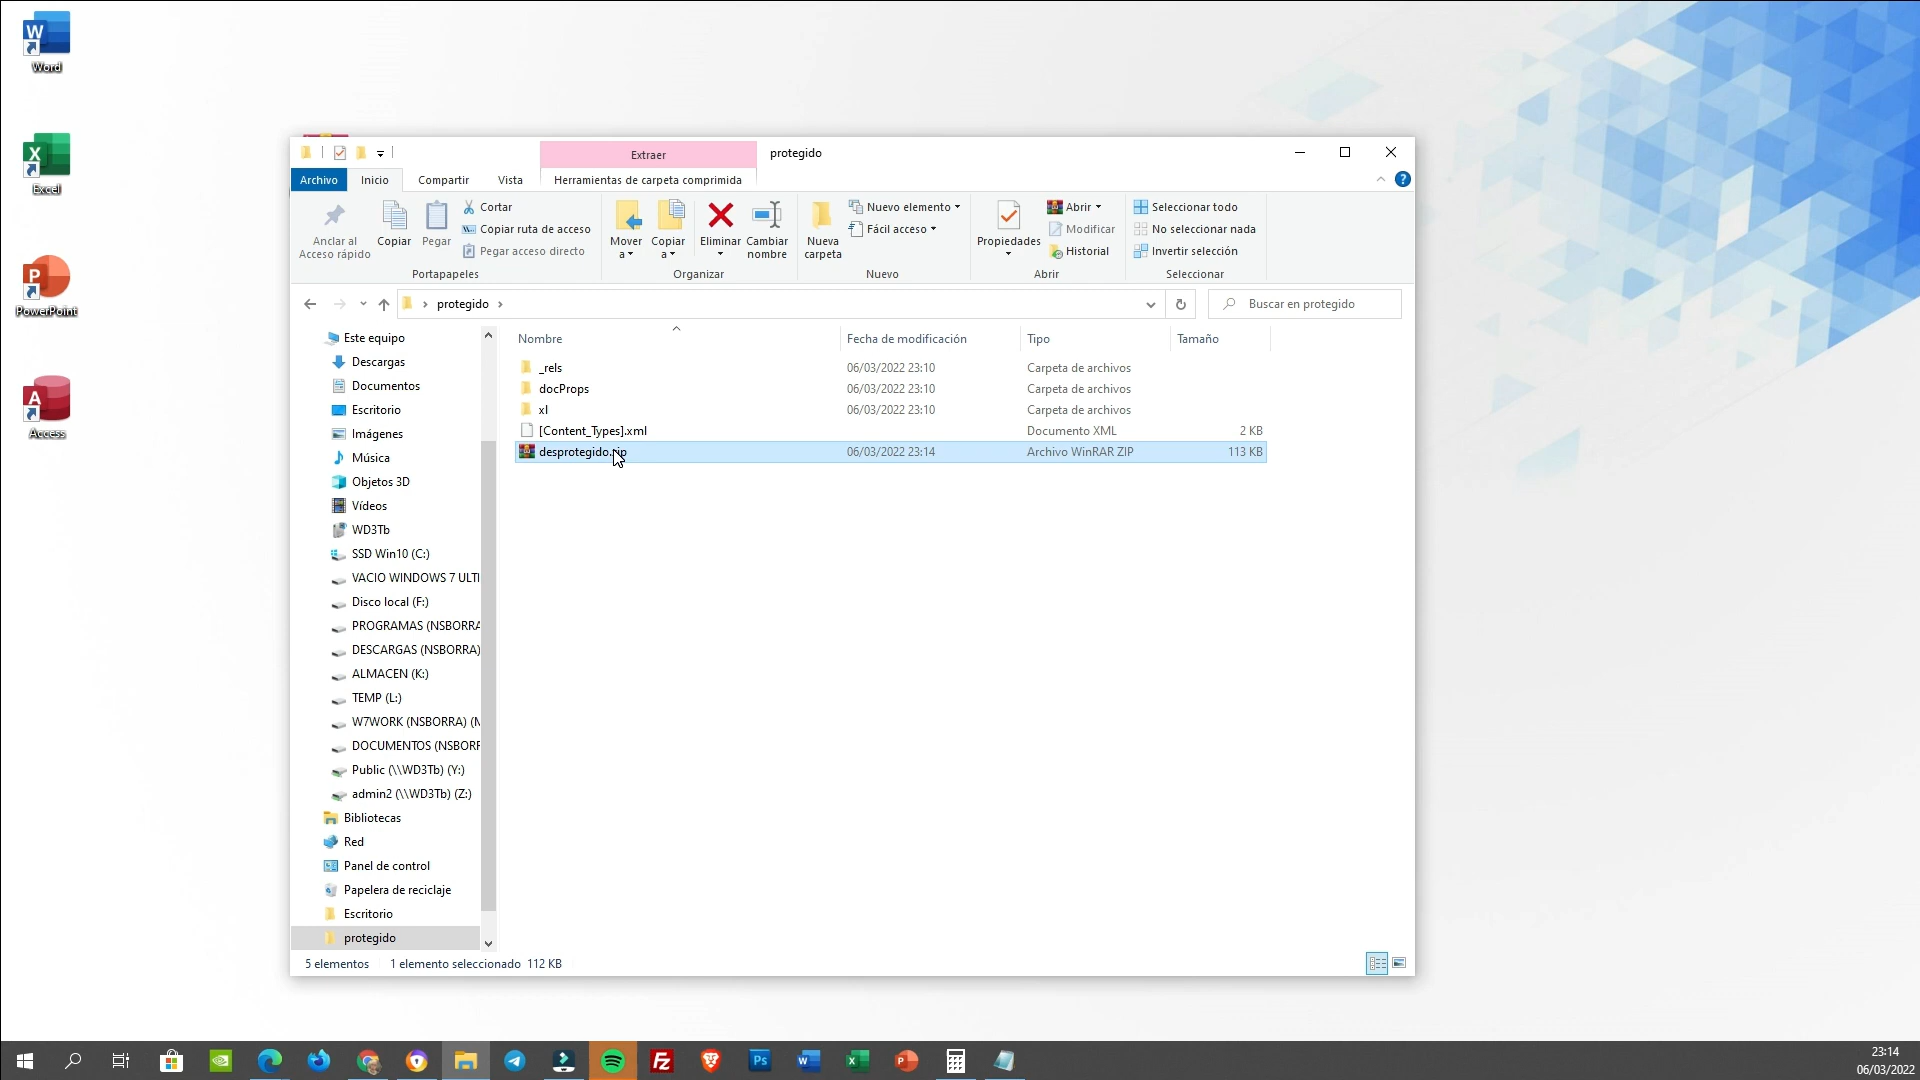 Word
Excel
PowerPoint
Access
Extraer
protegido
Archivo
Inicio
Compartir
Vista
Herramientas de carpeta comprimida
Anclar al
Acceso rápido
Copiar
Pegar
Cortar
Copiar ruta de acceso
Pegar acceso directo
Portapapeles
Mover
a
Copiar
a
Eliminar
Cambiar
nombre
Organizar
Nueva
carpeta
Nuevo elemento
Fácil acceso
Nuevo
Propiedades
Abrir
Modificar
Historial
Abrir
Seleccionar todo
No seleccionar nada
Invertir selección
Seleccionar
protegido
Buscar en protegido
Nombre
Fecha de modificación
Tipo
Tamaño
_rels 06/03/2022 23:10 Carpeta de archivos
docProps 06/03/2022 23:10 Carpeta de archivos
xl 06/03/2022 23:10 Carpeta de archivos
[Content_Types].xml Documento XML 2 KB
desprotegido.zip 06/03/2022 23:14 Archivo WinRAR ZIP 113 KB
Este equipo
Descargas
Documentos
Escritorio
Imágenes
Música
Objetos 3D
Vídeos
WD3Tb
SSD Win10 (C:)
VACIO WINDOWS 7 ULTI
Disco local (F:)
PROGRAMAS (NSBORRA
DESCARGAS (NSBORRA)
ALMACEN (K:)
TEMP (L:)
W7WORK (NSBORRA) (M
DOCUMENTOS (NSBORR
Public (\\WD3Tb) (Y:)
admin2 (\\WD3Tb) (Z:)
Bibliotecas
Red
Panel de control
Papelera de reciclaje
Escritorio
protegido
5 elementos
1 elemento seleccionado 112 KB
23:14
06/03/2022